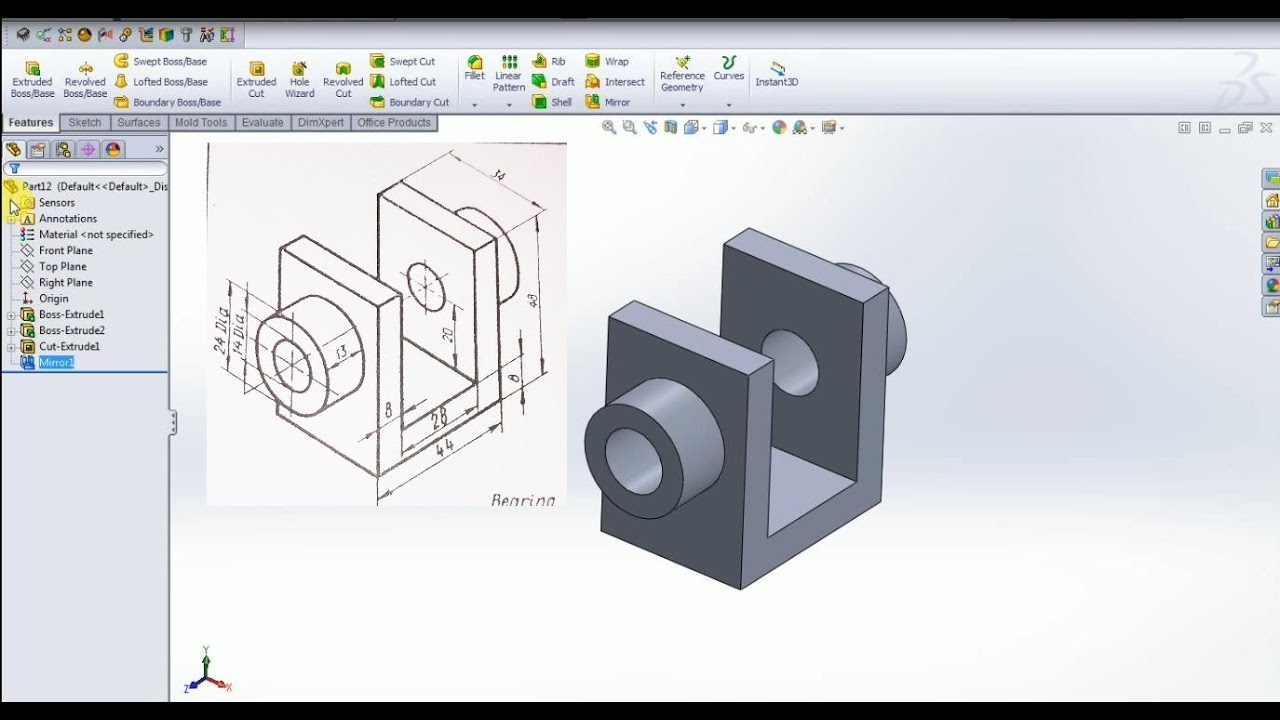 Extruded Boss/Base
Revolved Boss/Base
Swept Boss/Base
Lofted Boss/Base
Boundary Boss/Base
Extruded Cut
Hole Wizard
Revolved Cut
Swept Cut
Lofted Cut
Boundary Cut
Fillet
Linear Pattern
Rib
Draft
Shell
Wrap
Intersect
Mirror
Reference Geometry
Curves
Instant3D
Features
Sketch
Surfaces
Mold Tools
Evaluate
DimXpert
Office Products
Part12 (Default<<Default>_Dis
Sensors
Annotations
Material <not specified>
Front Plane
Top Plane
Right Plane
Origin
Boss-Extrude1
Boss-Extrude2
Cut-Extrude1
Mirror1
48
24 Dia
14 Dia
13
20
8
8
28
44
Bearing
Y
Z
X